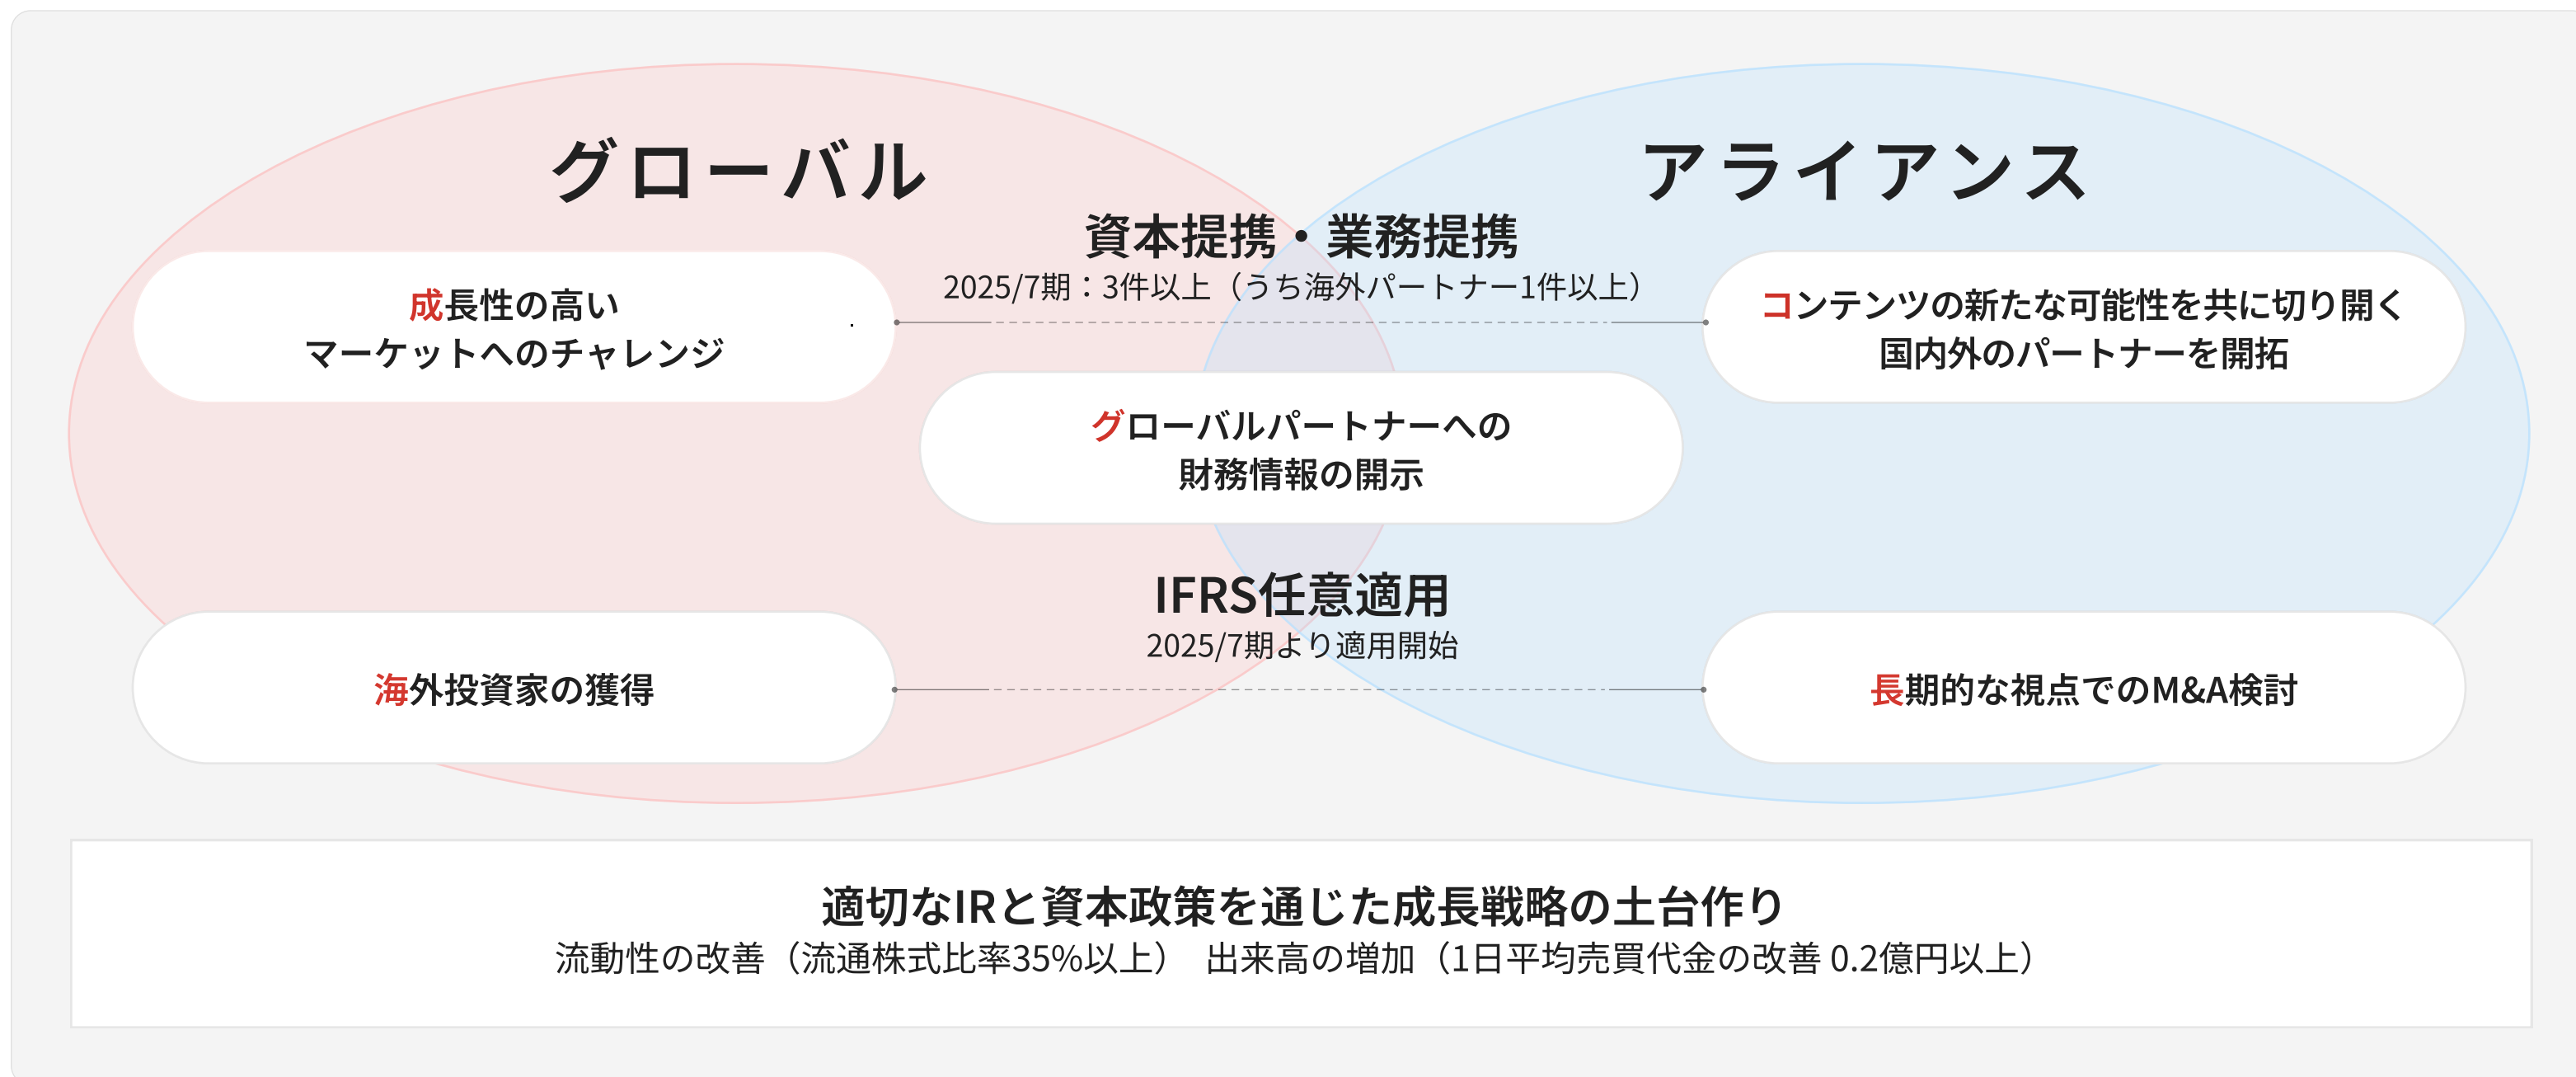 グローバル
アライアンス
資本提携・業務提携
2025/7期：3件以上（うち海外パートナー1件以上）
成長性の高い
マーケットへのチャレンジ
コンテンツの新たな可能性を共に切り開く
国内外のパートナーを開拓
グローバルパートナーへの
財務情報の開示
IFRS任意適用
2025/7期より適用開始
海外投資家の獲得
長期的な視点でのM&A検討
適切なIRと資本政策を通じた成長戦略の土台作り
流動性の改善（流通株式比率35%以上） 出来高の増加（1日平均売買代金の改善 0.2億円以上）